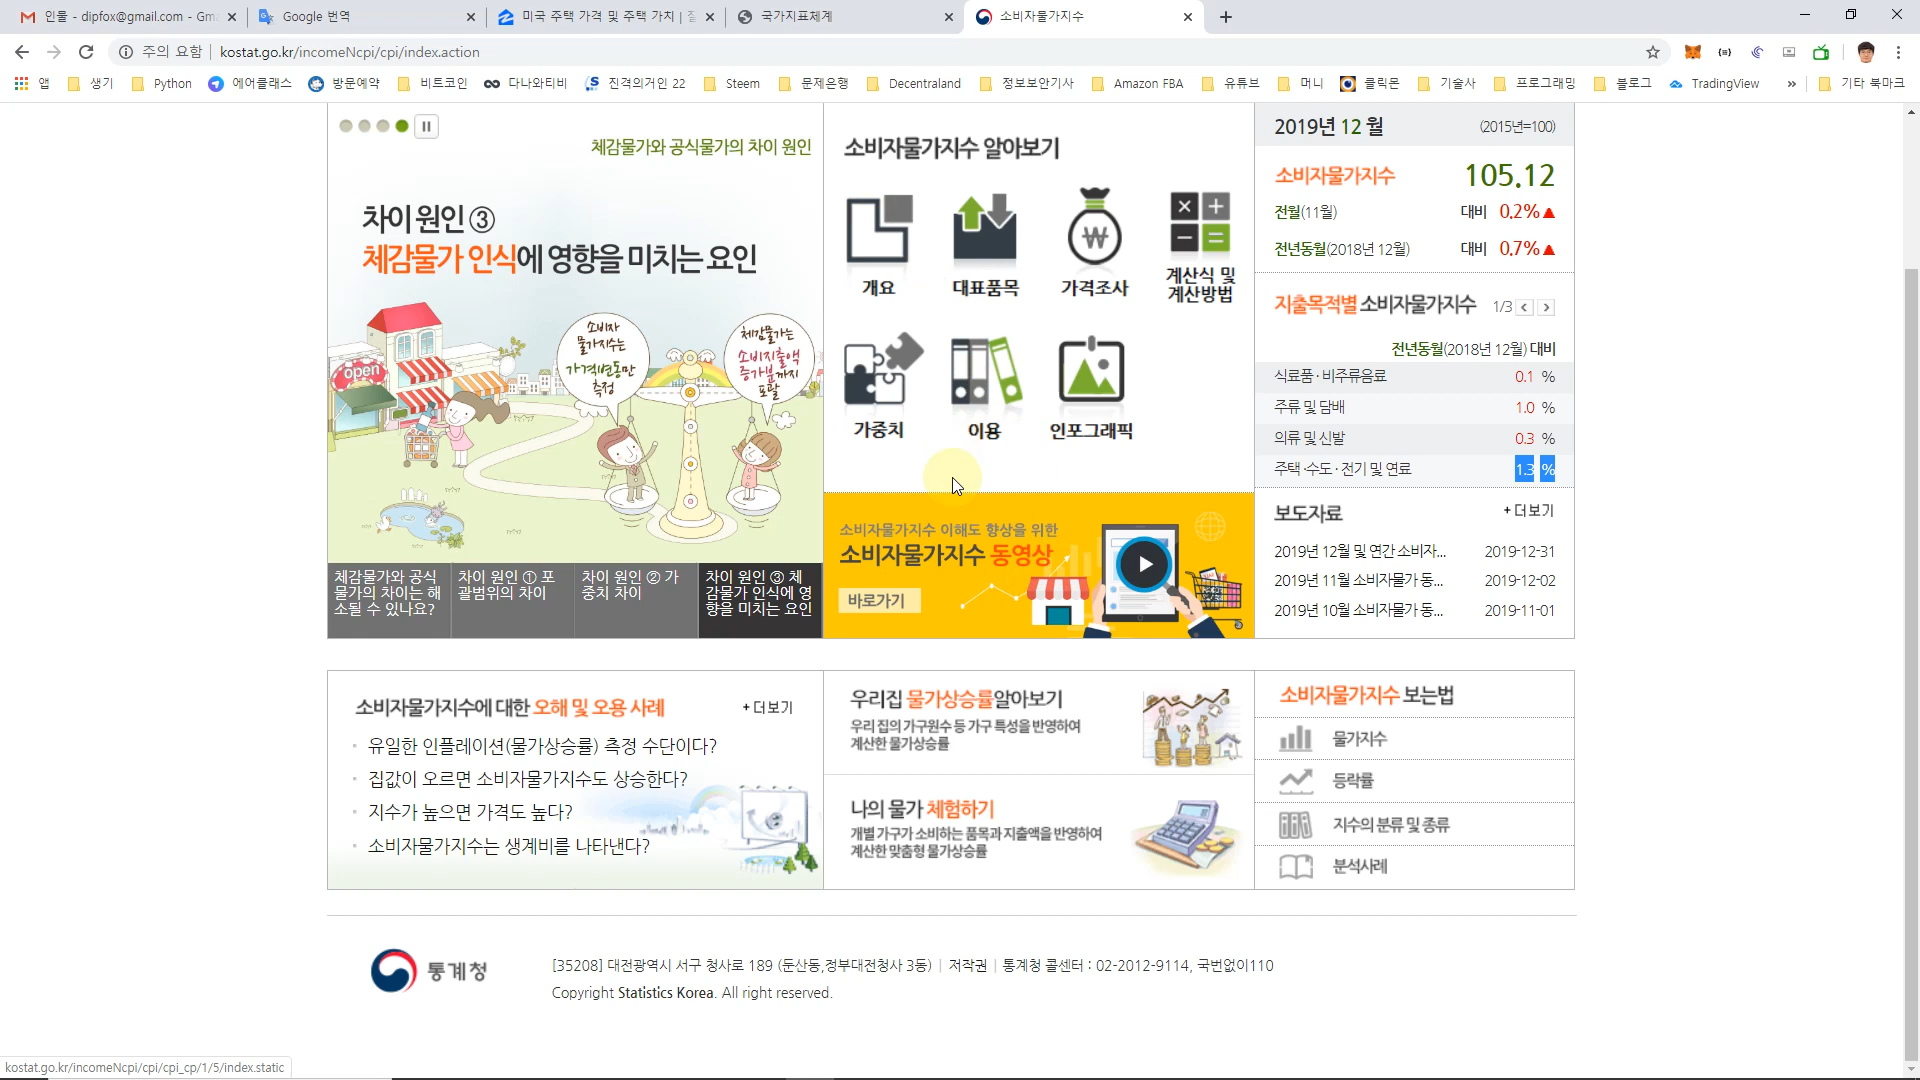 인물 - dipfox@gmail.com - Gm
Google 번역
미국 주택 가격 및 주택 가치 | 질
국가지표체계
소비자물가지수
주의 요함
kostat.go.kr/incomeNcpi/cpi/index.action
앱
생기
Python
에어클래스
방문예약
비트코인
다나와티비
진격의거인 22
Steem
문제은행
Decentraland
정보보안기사
Amazon FBA
유튜브
머니
클릭몬
기술사
프로그래밍
블로그
TradingView
»
기타 북마크
체감물가와 공식물가의 차이 원인
차이 원인 ③
체감물가 인식에 영향을 미치는 요인
open
소비자
물가지수는
가격변동만
측정
체감물가는
소비지출액
증가분까지
포괄
체감물가와 공식
물가의 차이는 해
소될 수 있나요?
차이 원인 ① 포
괄범위의 차이
차이 원인 ② 가
중치 차이
차이 원인 ③ 체
감물가 인식에 영
향을 미치는 요인
소비자물가지수 알아보기
개요
대표품목
가격조사
계산식 및
계산방법
가중치
이용
인포그래픽
소비자물가지수 이해도 향상을 위한
소비자물가지수 동영상
바로가기
2019년 12 월
(2015년=100)
소비자물가지수
105.12
전월(11월)
대비 0.2%▲
전년동월(2018년 12월)
대비 0.7%▲
지출목적별 소비자물가지수
1/3
전년동월(2018년 12월) 대비
식료품 · 비주류음료 0.1 %
주류 및 담배 1.0 %
의류 및 신발 0.3 %
주택 ·수도 · 전기 및 연료 1.3 %
보도자료
+ 더보기
2019년 12월 및 연간 소비자... 2019-12-31
2019년 11월 소비자물가 동... 2019-12-02
2019년 10월 소비자물가 동... 2019-11-01
소비자물가지수에 대한 오해 및 오용 사례
+ 더보기
· 유일한 인플레이션(물가상승률) 측정 수단이다?
· 집값이 오르면 소비자물가지수도 상승한다?
· 지수가 높으면 가격도 높다?
· 소비자물가지수는 생계비를 나타낸다?
우리집 물가상승률알아보기
우리 집의 가구원수 등 가구 특성을 반영하여
계산한 물가상승률
나의 물가 체험하기
개별 가구가 소비하는 품목과 지출액을 반영하여
계산한 맞춤형 물가상승률
소비자물가지수 보는법
물가지수
등락률
지수의 분류 및 종류
분석사례
통계청
[35208] 대전광역시 서구 청사로 189 (둔산동,정부대전청사 3동) | 저작권 | 통계청 콜센터 : 02-2012-9114, 국번없이110
Copyright Statistics Korea. All right reserved.
kostat.go.kr/incomeNcpi/cpi/cpi_cp/1/5/index.static